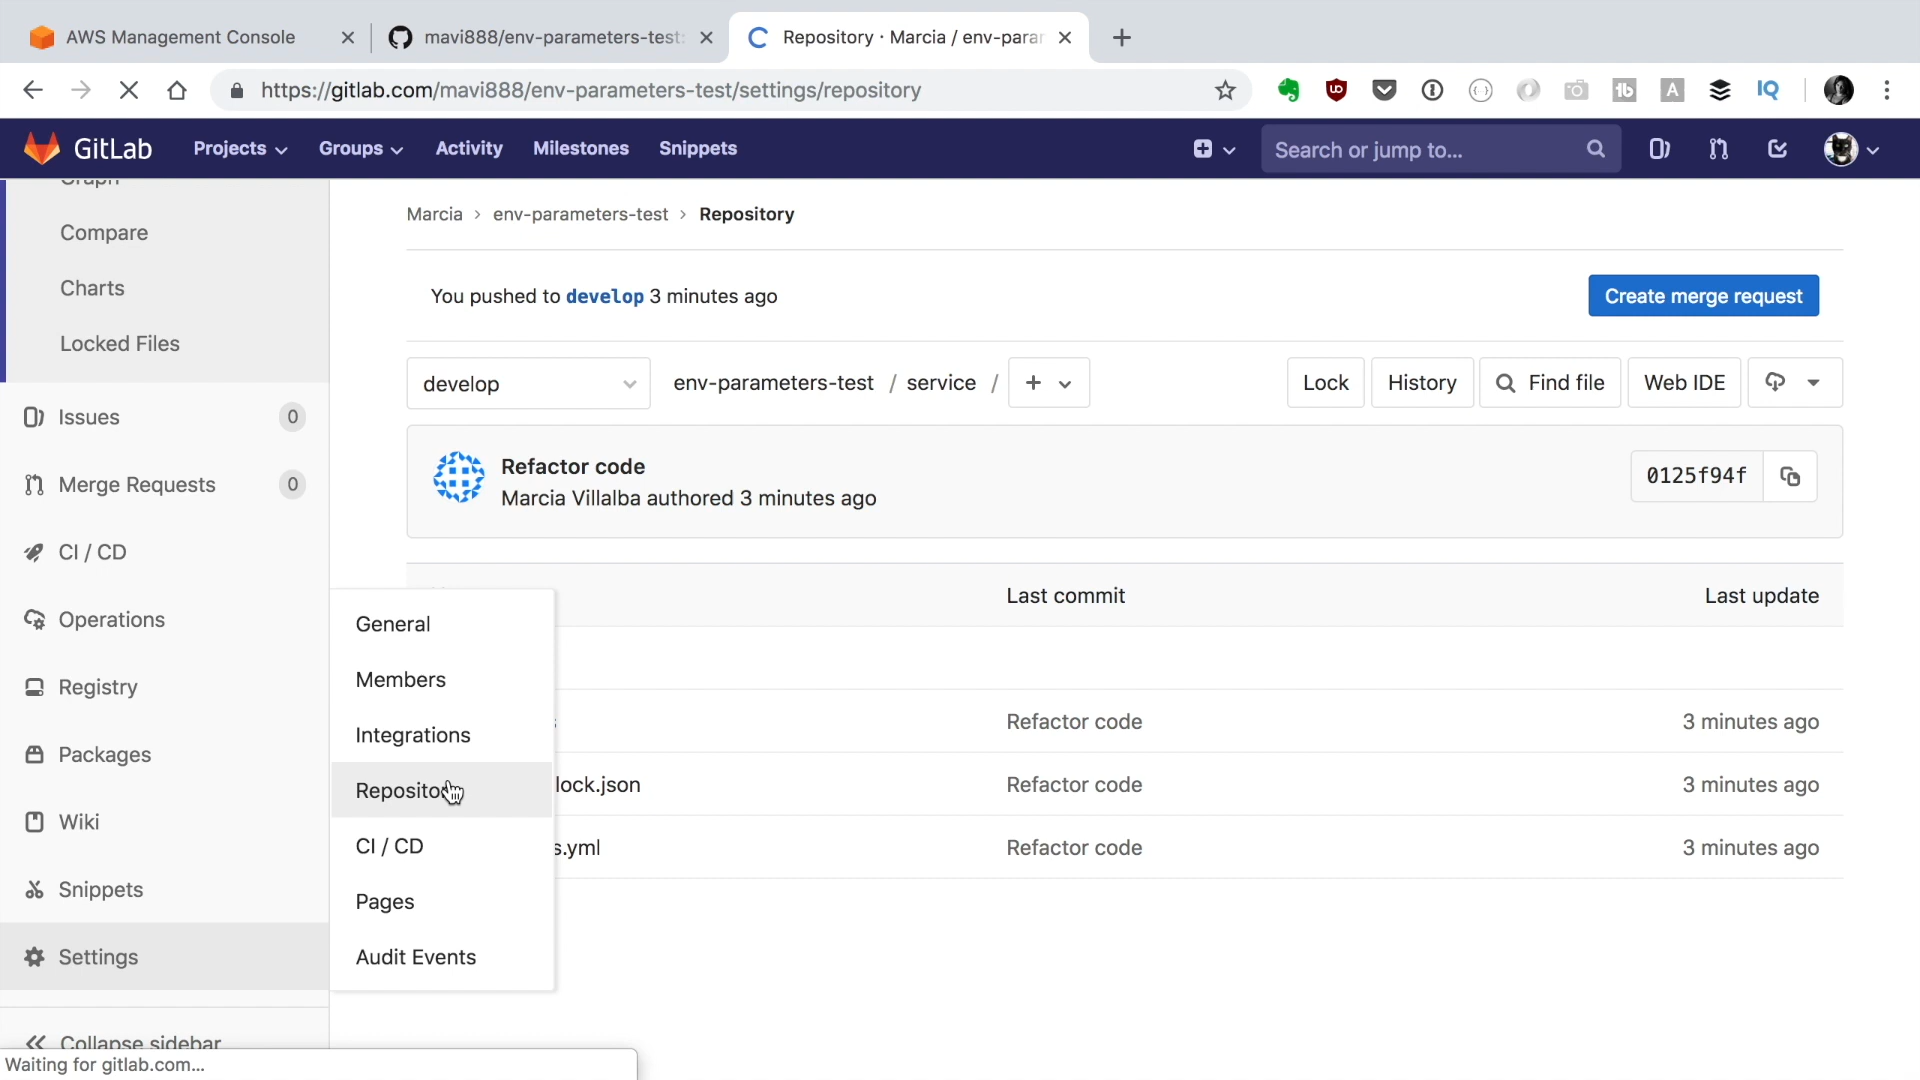 AWS Management Console
mavi888/env-parameters-test
Repository · Marcia / env-para
https://gitlab.com/mavi888/env-parameters-test/settings/repository
GitLab
Projects
Groups
Activity
Milestones
Snippets
Search or jump to...
Graph
Compare
Charts
Locked Files
Issues 0
Merge Requests 0
CI / CD
Operations
Registry
Packages
Wiki
Snippets
Settings
Collapse sidebar
Waiting for gitlab.com...
Marcia > env-parameters-test > Repository
You pushed to develop 3 minutes ago
Create merge request
develop
env-parameters-test / service /
Lock
History
Find file
Web IDE
Refactor code
Marcia Villalba authored 3 minutes ago
0125f94f
Last commit
Last update
General
Members
Integrations
Repository
CI / CD
Pages
Audit Events
Refactor code 3 minutes ago
lock.json Refactor code 3 minutes ago
s.yml Refactor code 3 minutes ago